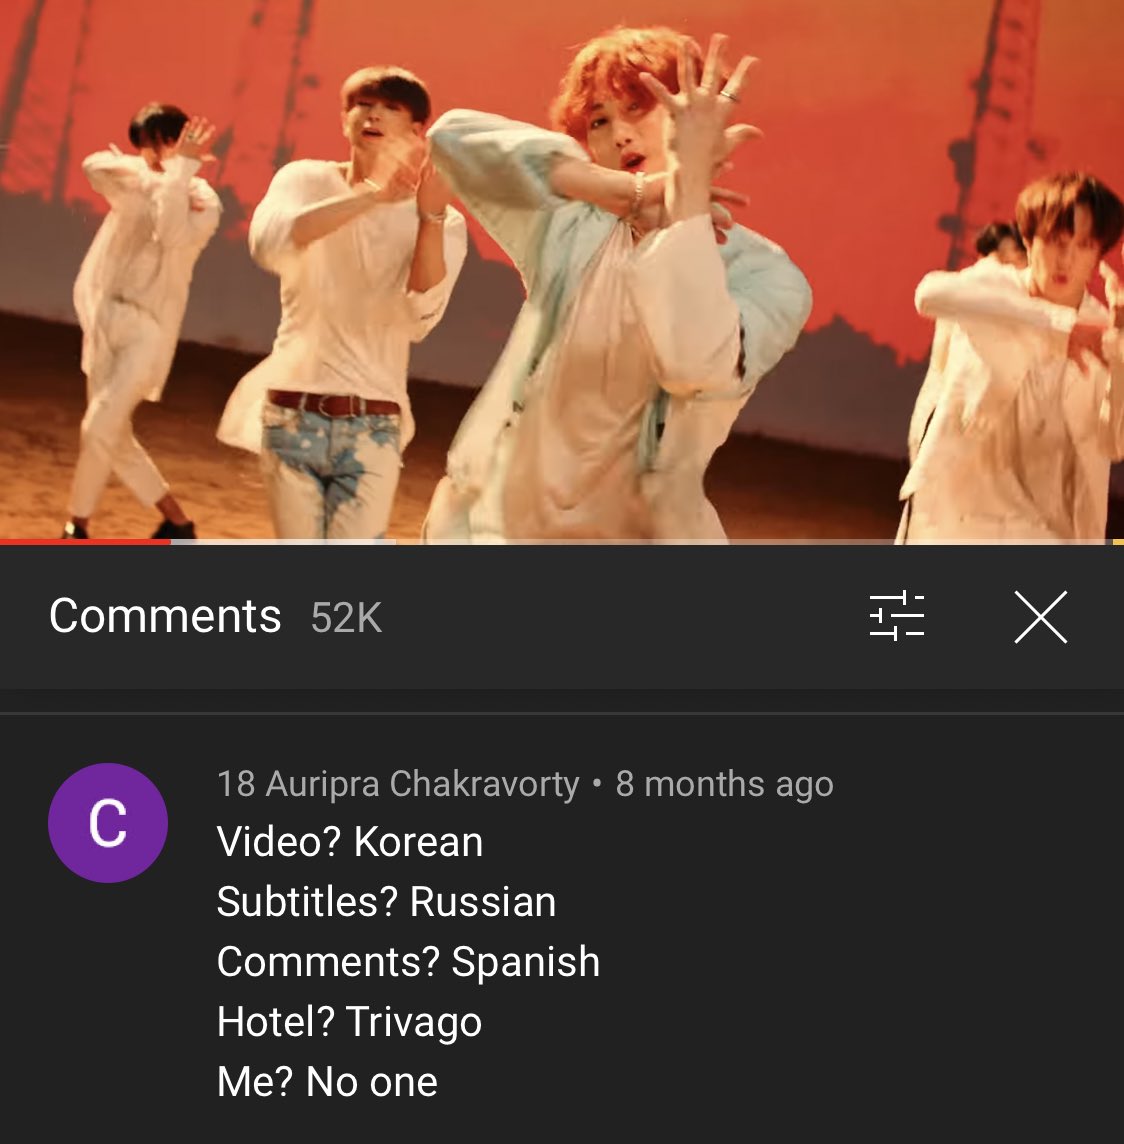 Comments 52K
C
18 Auripra Chakravorty • 8 months ago
Video? Korean
Subtitles? Russian
Comments? Spanish
Hotel? Trivago
Me? No one